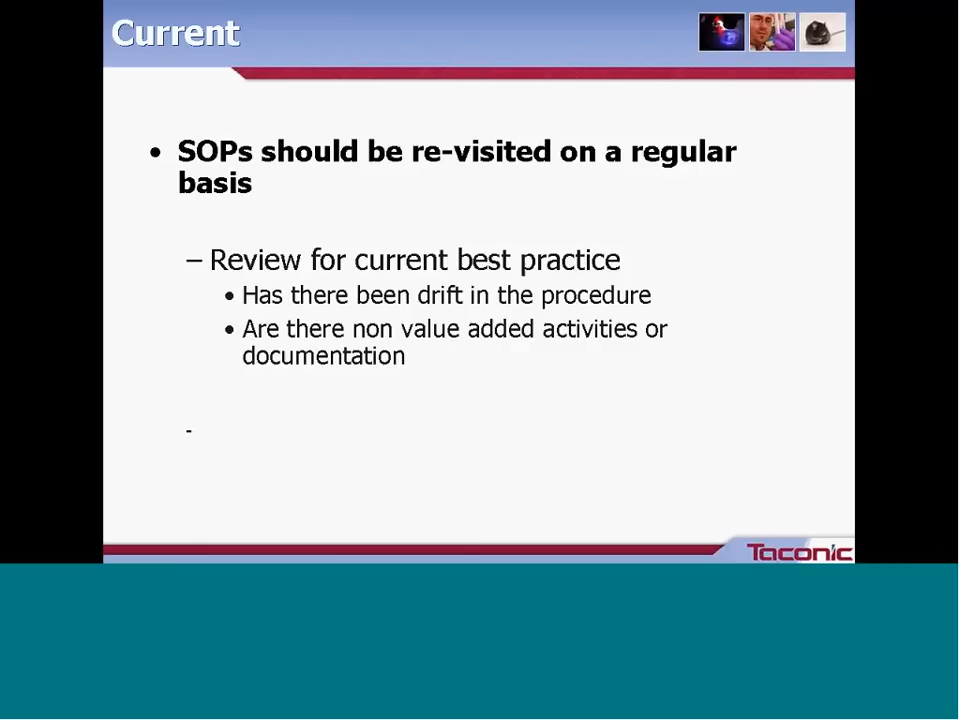 Current
• SOPs should be re-visited on a regular
basis
– Review for current best practice
• Has there been drift in the procedure
• Are there non value added activities or
documentation
-
Taconic